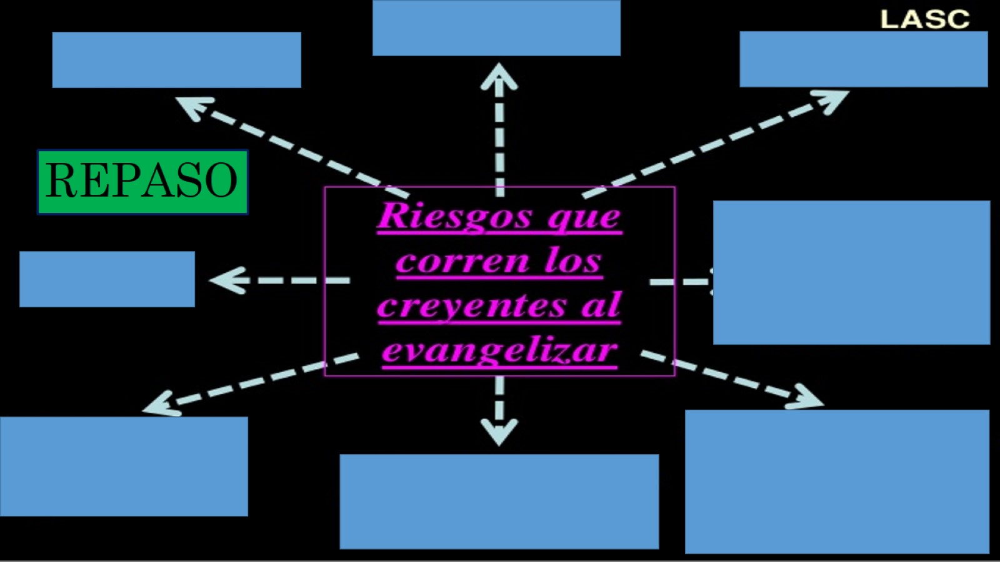 LASC
REPASO
Riesgos que
corren los
creyentes al
evangelizar